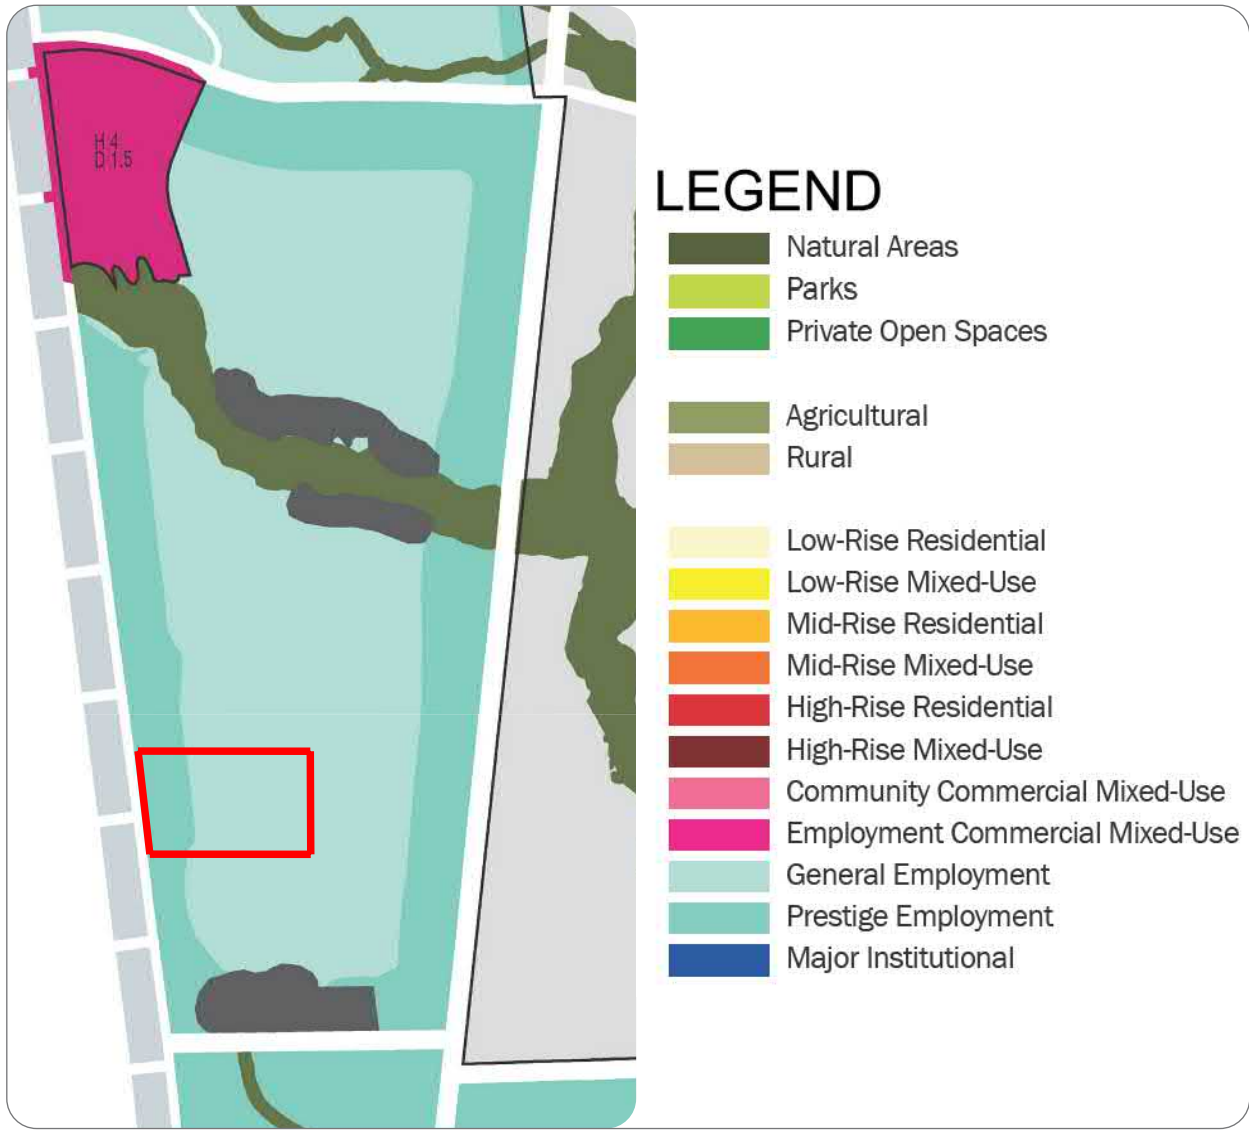 H 4
D 1.5
LEGEND
Natural Areas
Parks
Private Open Spaces
Agricultural
Rural
Low-Rise Residential
Low-Rise Mixed-Use
Mid-Rise Residential
Mid-Rise Mixed-Use
High-Rise Residential
High-Rise Mixed-Use
Community Commercial Mixed-Use
Employment Commercial Mixed-Use
General Employment
Prestige Employment
Major Institutional